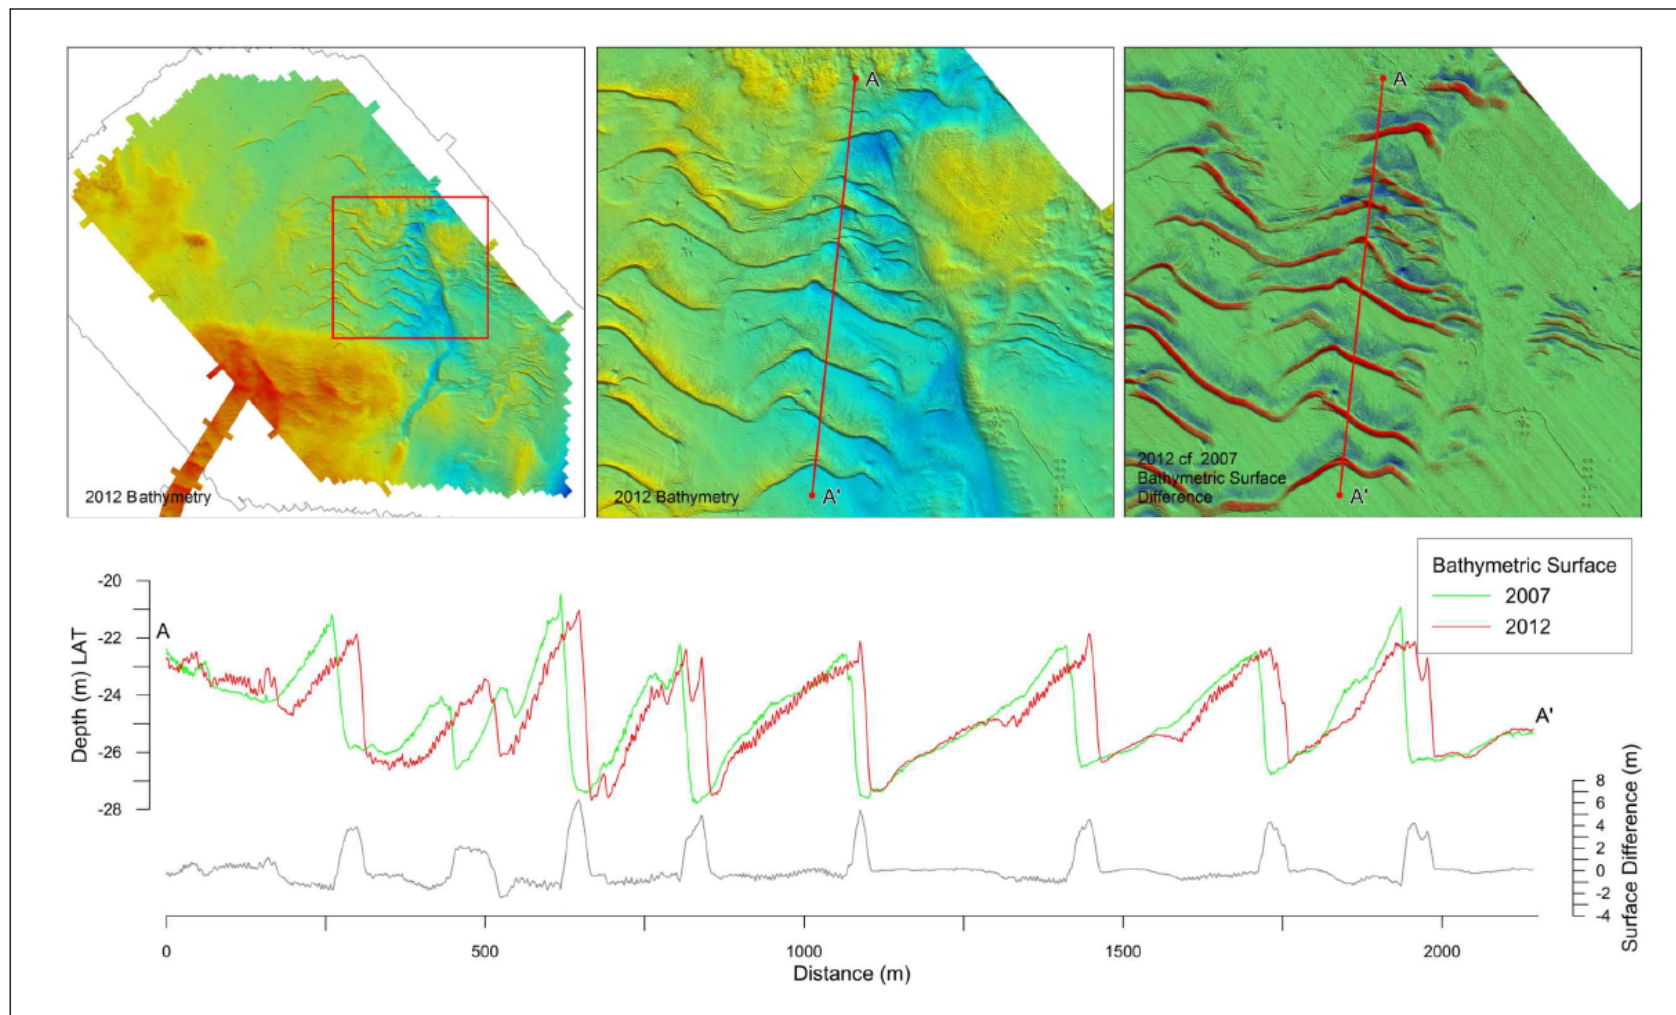 2012 Bathymetry
A
A'
2012 Bathymetry
A
A'
2012 cf. 2007
Bathymetric Surface
Difference
Bathymetric Surface
2007
2012
Depth (m) LAT
-20
-22
-24
-26
-28
A
A'
8
6
4
2
0
-2
-4
Surface Difference (m)
0
500
1000
1500
2000
Distance (m)